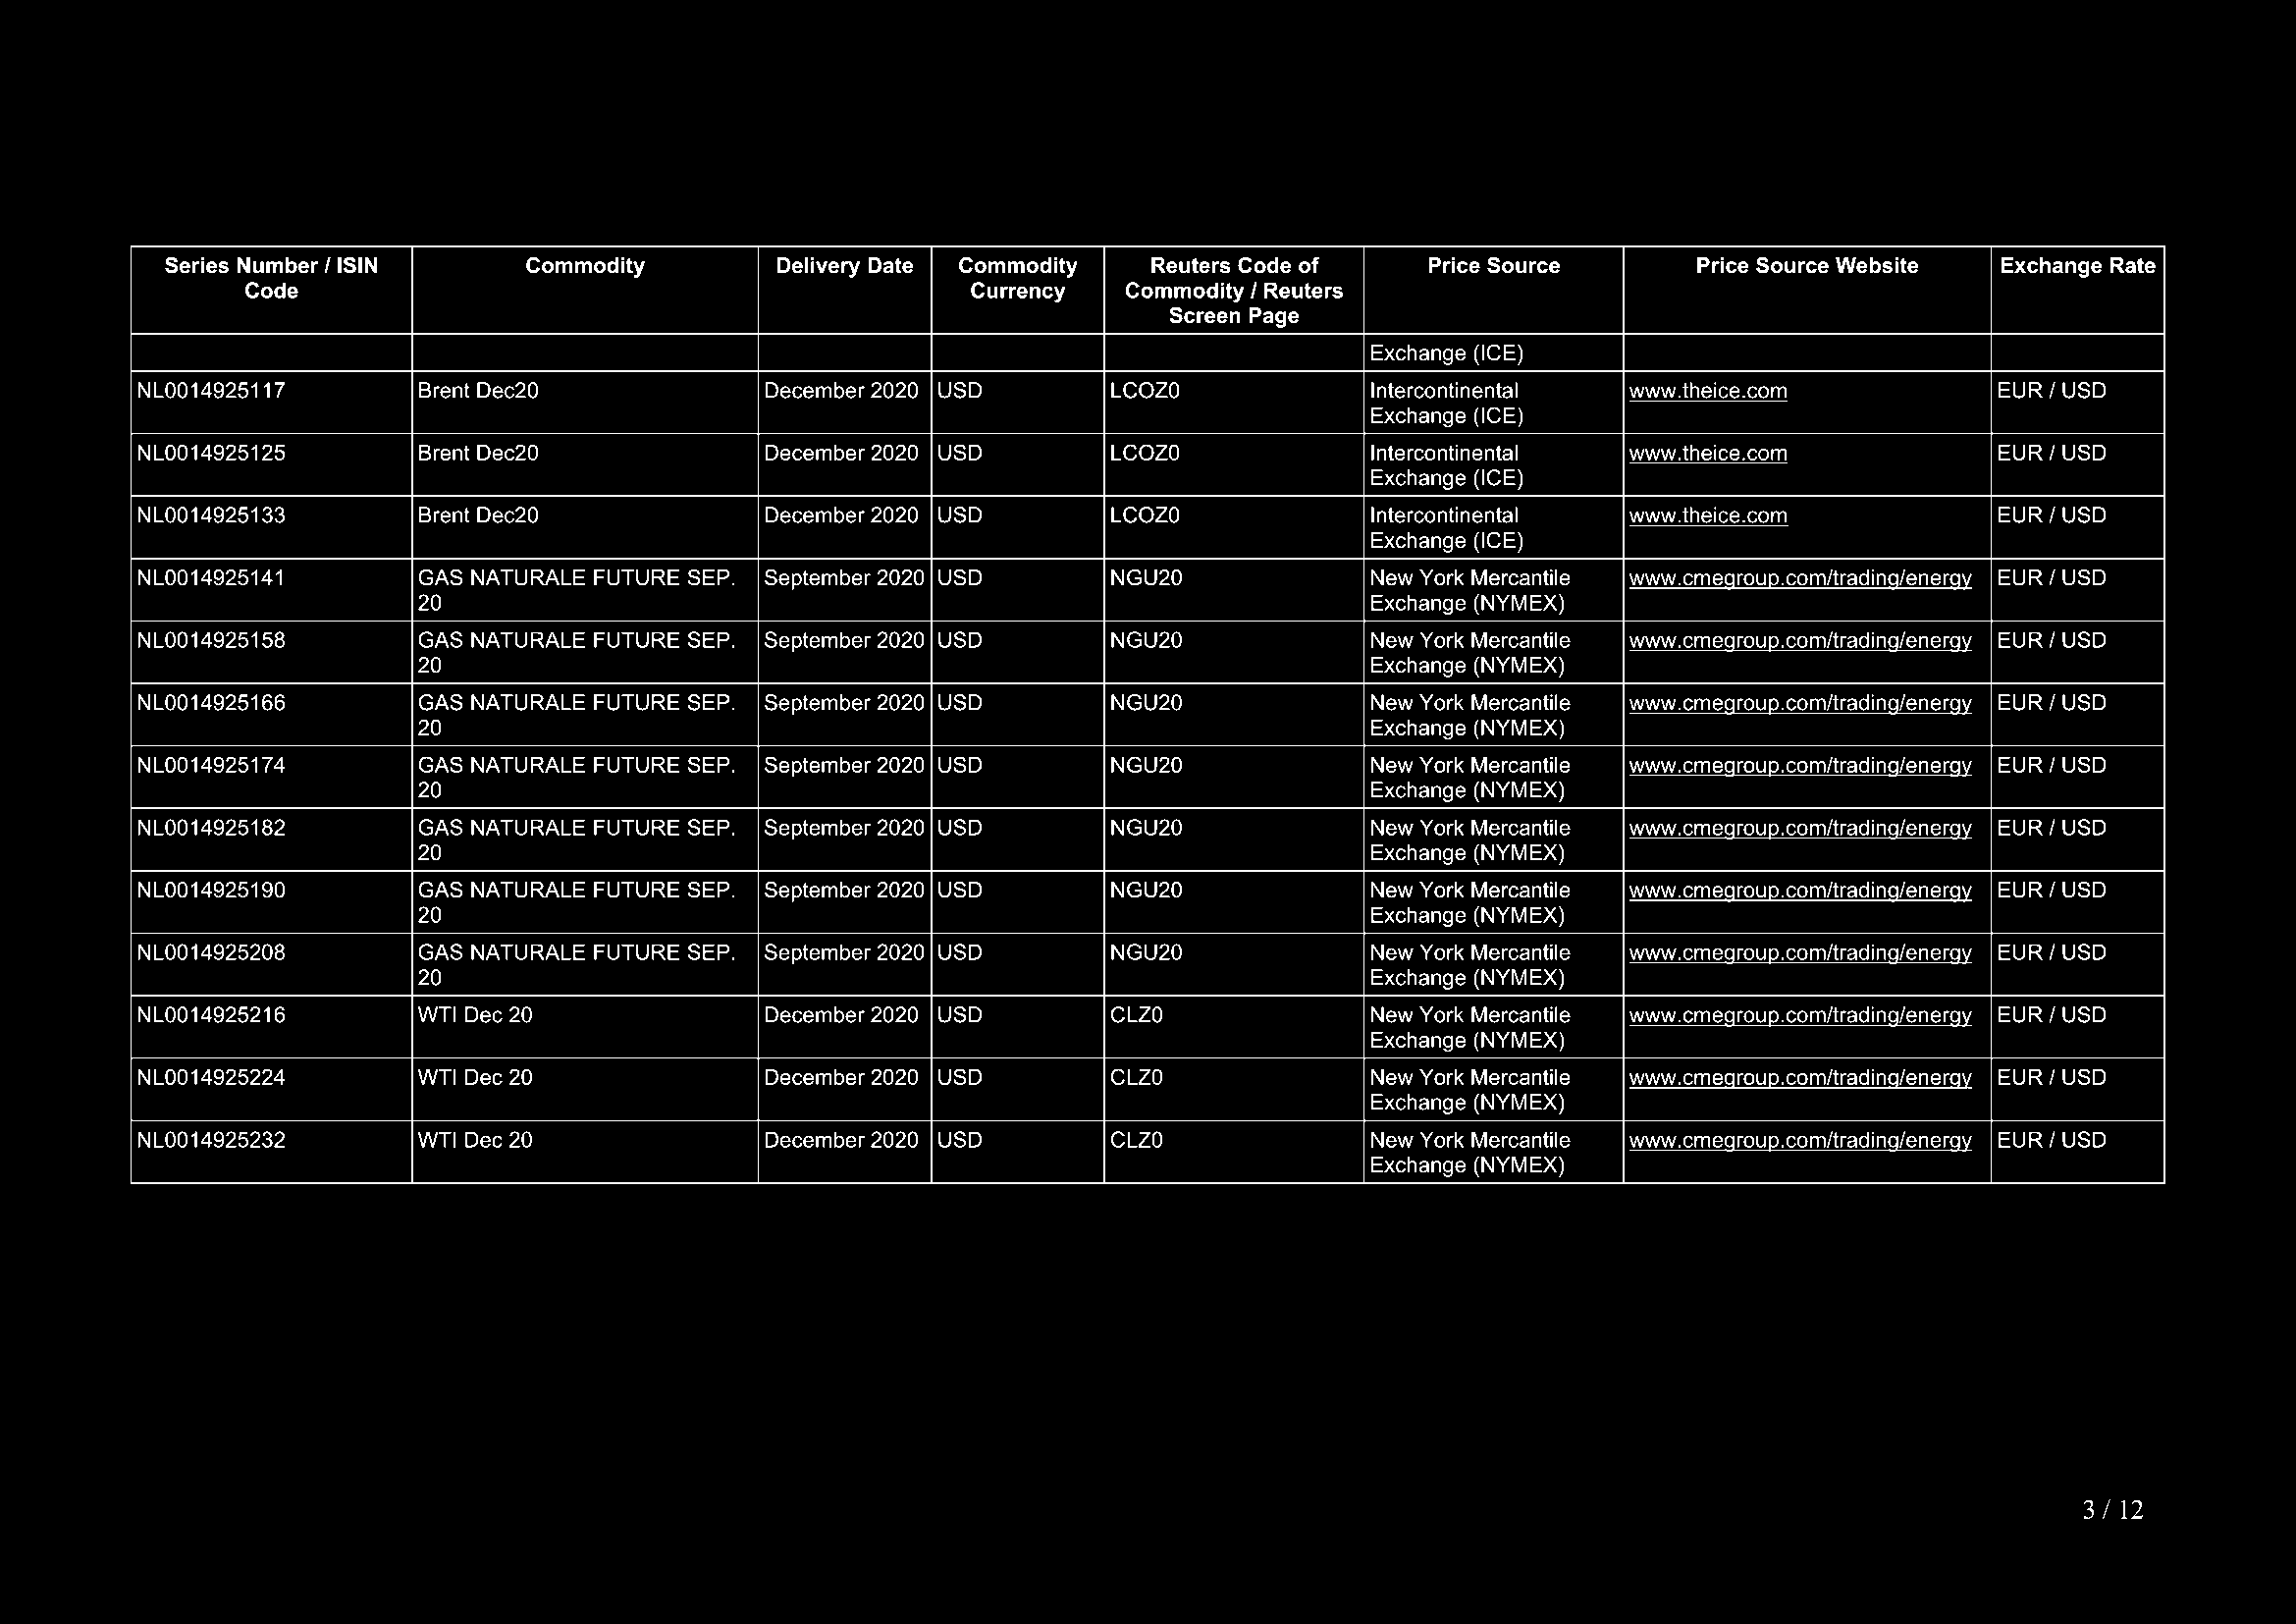 Series Number / ISIN Code | Commodity | Delivery Date | Commodity Currency | Reuters Code of Commodity / Reuters Screen Page | Price Source | Price Source Website | Exchange Rate
Exchange (ICE)
NL0014925117 | Brent Dec20 | December 2020 | USD | LCOZ0 | Intercontinental Exchange (ICE) | www.theice.com | EUR / USD
NL0014925125 | Brent Dec20 | December 2020 | USD | LCOZ0 | Intercontinental Exchange (ICE) | www.theice.com | EUR / USD
NL0014925133 | Brent Dec20 | December 2020 | USD | LCOZ0 | Intercontinental Exchange (ICE) | www.theice.com | EUR / USD
NL0014925141 | GAS NATURALE FUTURE SEP. 20 | September 2020 | USD | NGU20 | New York Mercantile Exchange (NYMEX) | www.cmegroup.com/trading/energy | EUR / USD
NL0014925158 | GAS NATURALE FUTURE SEP. 20 | September 2020 | USD | NGU20 | New York Mercantile Exchange (NYMEX) | www.cmegroup.com/trading/energy | EUR / USD
NL0014925166 | GAS NATURALE FUTURE SEP. 20 | September 2020 | USD | NGU20 | New York Mercantile Exchange (NYMEX) | www.cmegroup.com/trading/energy | EUR / USD
NL0014925174 | GAS NATURALE FUTURE SEP. 20 | September 2020 | USD | NGU20 | New York Mercantile Exchange (NYMEX) | www.cmegroup.com/trading/energy | EUR / USD
NL0014925182 | GAS NATURALE FUTURE SEP. 20 | September 2020 | USD | NGU20 | New York Mercantile Exchange (NYMEX) | www.cmegroup.com/trading/energy | EUR / USD
NL0014925190 | GAS NATURALE FUTURE SEP. 20 | September 2020 | USD | NGU20 | New York Mercantile Exchange (NYMEX) | www.cmegroup.com/trading/energy | EUR / USD
NL0014925208 | GAS NATURALE FUTURE SEP. 20 | September 2020 | USD | NGU20 | New York Mercantile Exchange (NYMEX) | www.cmegroup.com/trading/energy | EUR / USD
NL0014925216 | WTI Dec 20 | December 2020 | USD | CLZ0 | New York Mercantile Exchange (NYMEX) | www.cmegroup.com/trading/energy | EUR / USD
NL0014925224 | WTI Dec 20 | December 2020 | USD | CLZ0 | New York Mercantile Exchange (NYMEX) | www.cmegroup.com/trading/energy | EUR / USD
NL0014925232 | WTI Dec 20 | December 2020 | USD | CLZ0 | New York Mercantile Exchange (NYMEX) | www.cmegroup.com/trading/energy | EUR / USD
3 / 12